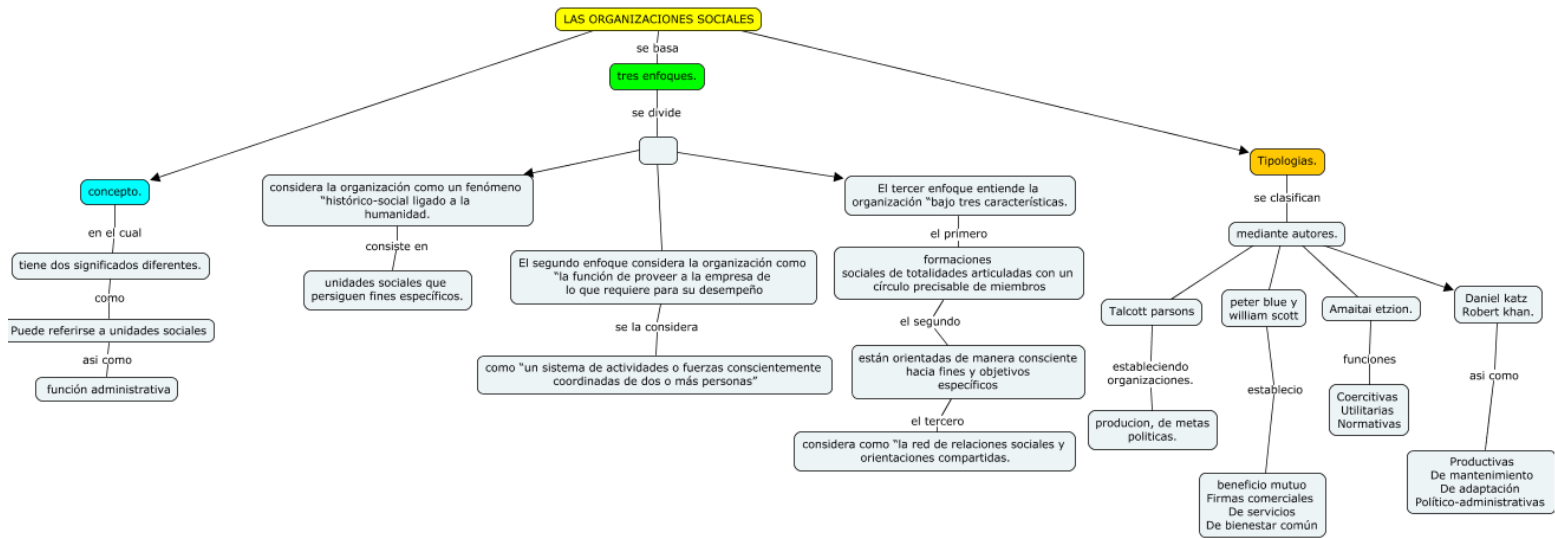 LAS ORGANIZACIONES SOCIALES
se basa
tres enfoques.
se divide
concepto.
en el cual
tiene dos significados diferentes.
como
Puede referirse a unidades sociales
asi como
función administrativa
considera la organización como un fenómeno
“histórico-social ligado a la
humanidad.
consiste en
unidades sociales que
persiguen fines específicos.
El segundo enfoque considera la organización como
“la función de proveer a la empresa de
lo que requiere para su desempeño
se la considera
como “un sistema de actividades o fuerzas conscientemente
coordinadas de dos o más personas”
El tercer enfoque entiende la
organización “bajo tres características.
el primero
formaciones
sociales de totalidades articuladas con un
círculo precisable de miembros
el segundo
están orientadas de manera consciente
hacia fines y objetivos
específicos
el tercero
considera como “la red de relaciones sociales y
orientaciones compartidas.
Tipologias.
se clasifican
mediante autores.
Talcott parsons
estableciendo
organizaciones.
producion, de metas
politicas.
peter blue y
william scott
establecio
beneficio mutuo
Firmas comerciales
De servicios
De bienestar común
Amaitai etzion.
funciones
Coercitivas
Utilitarias
Normativas
Daniel katz
Robert khan.
asi como
Productivas
De mantenimiento
De adaptación
Político-administrativas